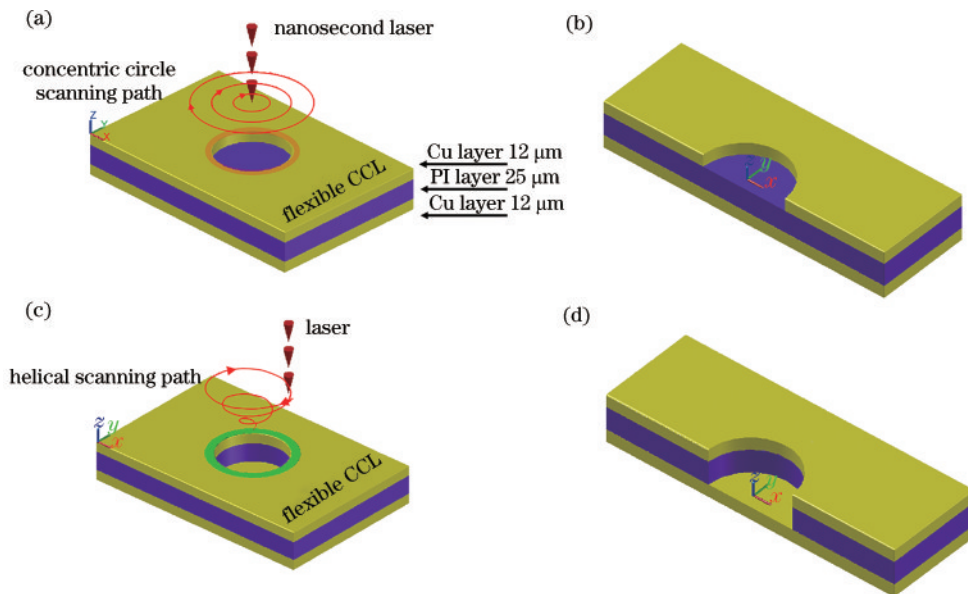 (a)
nanosecond laser
concentric circle
scanning path
z
y
x
Cu layer 12 μm
PI layer 25 μm
Cu layer 12 μm
flexible CCL
(b)
z
y
x
(c)
laser
helical scanning path
z
y
x
flexible CCL
(d)
z
y
x